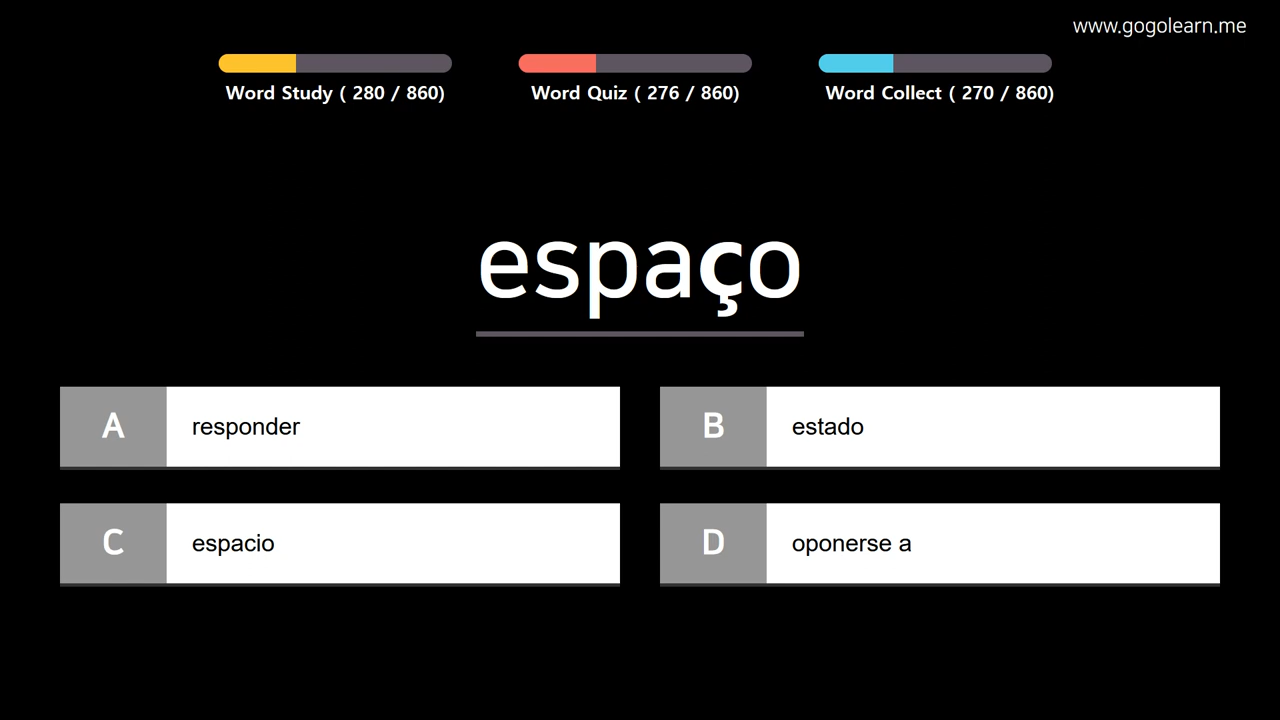 www.gogolearn.me
Word Study ( 280 / 860)
Word Quiz ( 276 / 860)
Word Collect ( 270 / 860)
espaço
A responder
B estado
C espacio
D oponerse a